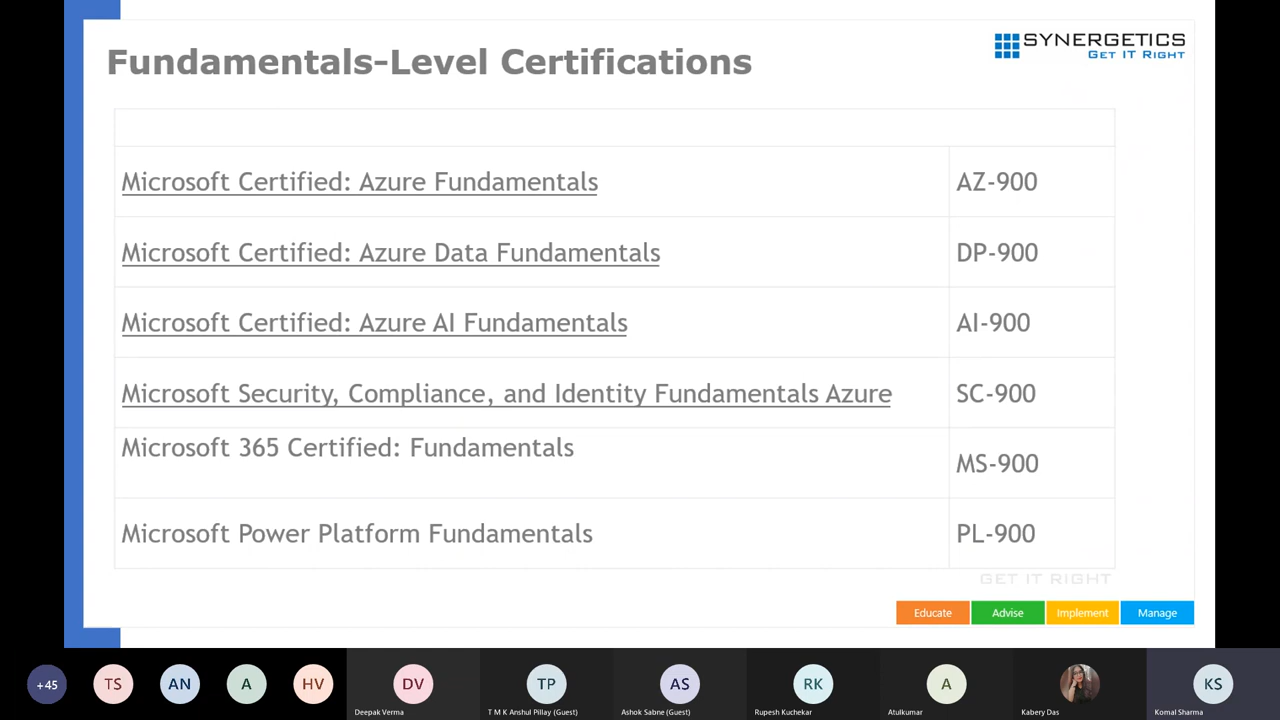 Fundamentals-Level Certifications
SYNERGETICS
GET IT RIGHT
Microsoft Certified: Azure Fundamentals AZ-900
Microsoft Certified: Azure Data Fundamentals DP-900
Microsoft Certified: Azure AI Fundamentals AI-900
Microsoft Security, Compliance, and Identity Fundamentals Azure SC-900
Microsoft 365 Certified: Fundamentals MS-900
Microsoft Power Platform Fundamentals PL-900
GET IT RIGHT
Educate Advise Implement Manage
+45 TS AN A HV DV TP AS RK A KS
Deepak Verma T M K Anshul Pillay (Guest) Ashok Sabne (Guest) Rupesh Kuchekar Atulkumar Kabery Das Komal Sharma